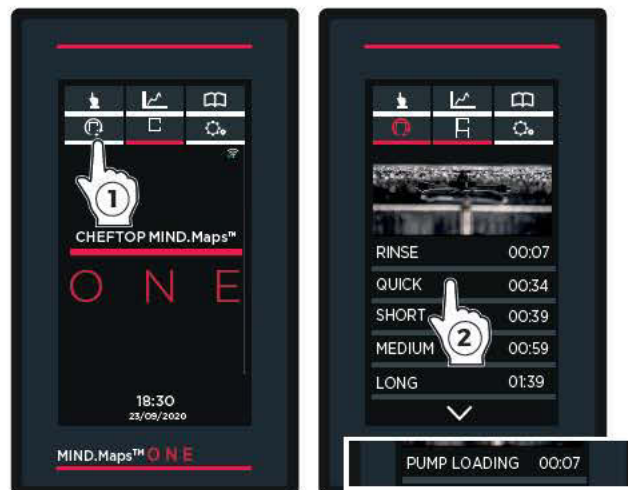 1
CHEFTOP MIND.Maps™
O N E
18:30
23/09/2020
MIND.Maps™ O N E
RINSE 00:07
QUICK 00:34
SHORT 00:39
2
MEDIUM 00:59
LONG 01:39
PUMP LOADING 00:07